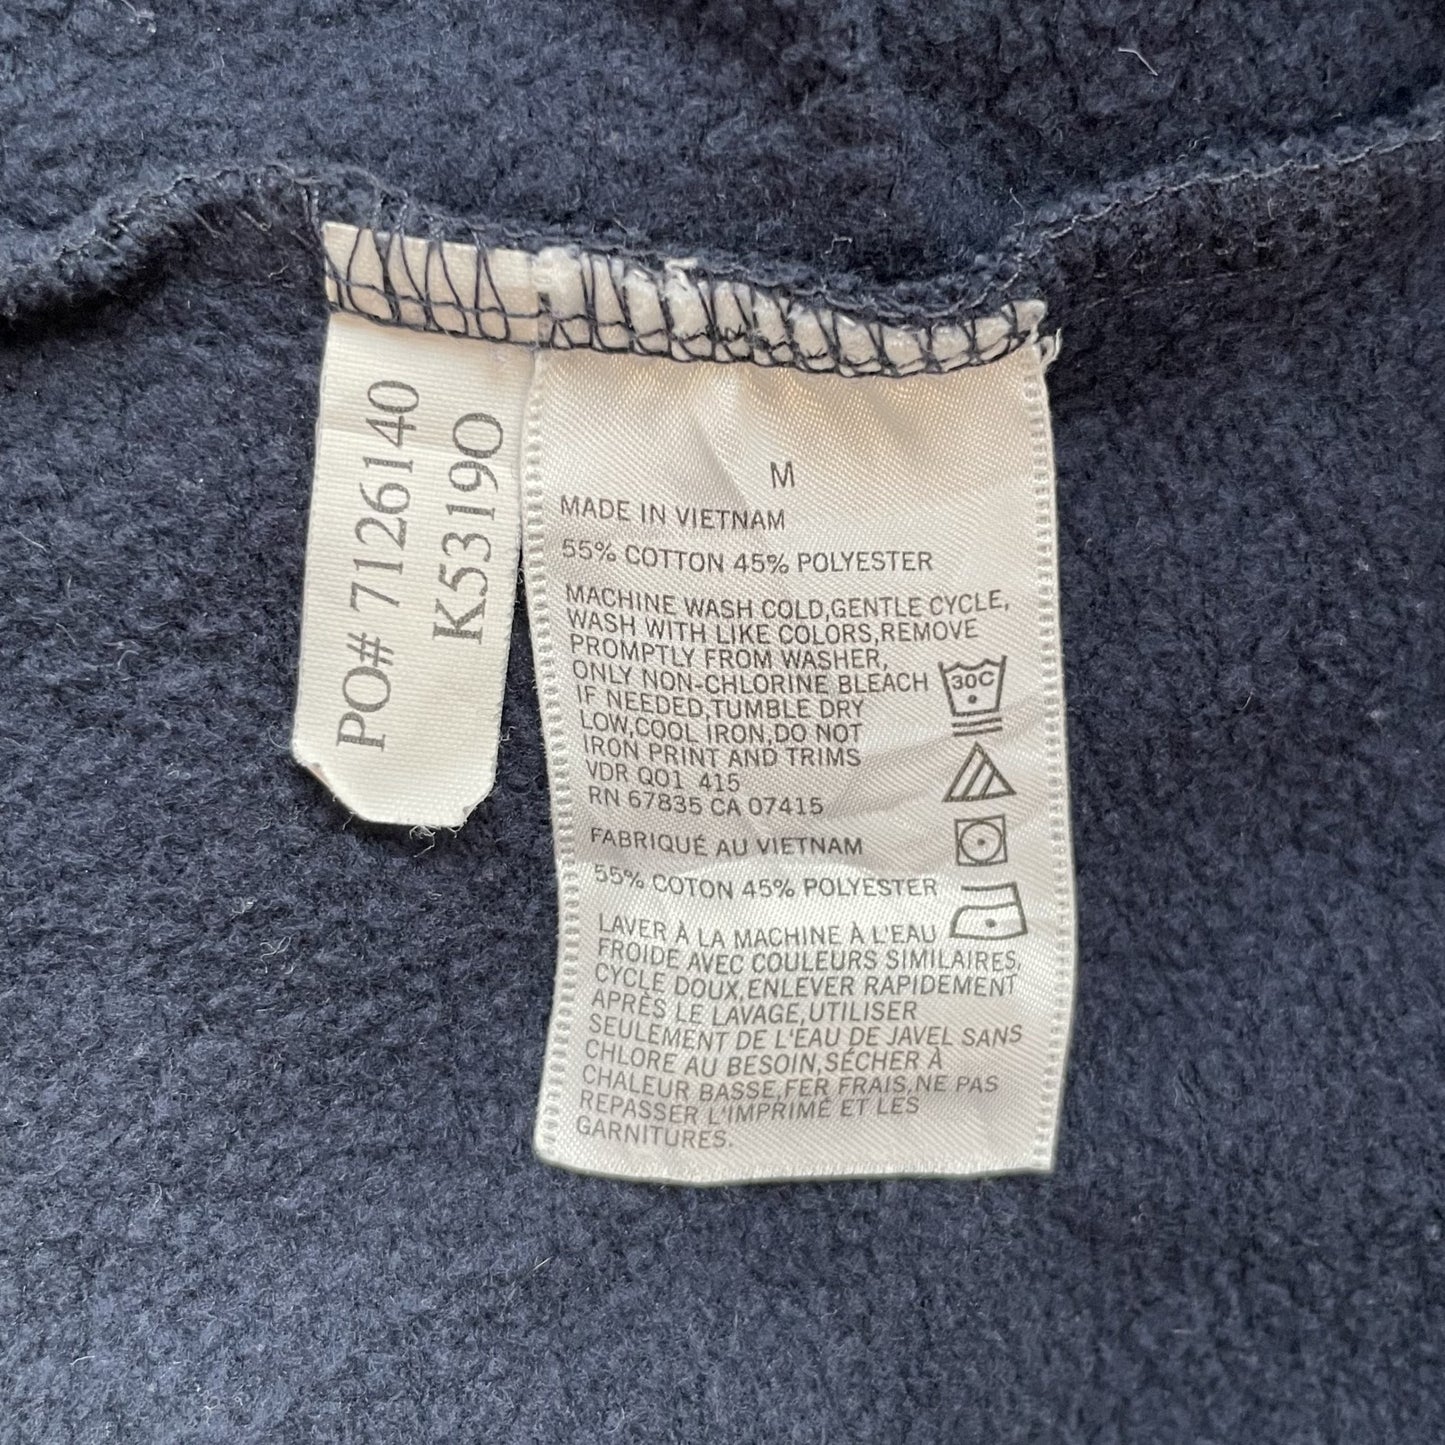 PO# 7126140
K53190
M
MADE IN VIETNAM
55% COTTON 45% POLYESTER
MACHINE WASH COLD,GENTLE CYCLE,
WASH WITH LIKE COLORS,REMOVE
PROMPTLY FROM WASHER,
ONLY NON-CHLORINE BLEACH
IF NEEDED,TUMBLE DRY
LOW,COOL IRON,DO NOT
IRON PRINT AND TRIMS
VDR QO1 415
RN 67835 CA 07415
30C
FABRIQUÉ AU VIETNAM
55% COTON 45% POLYESTER
LAVER À LA MACHINE À L'EAU
FROIDE AVEC COULEURS SIMILAIRES,
CYCLE DOUX,ENLEVER RAPIDEMENT
APRÈS LE LAVAGE,UTILISER
SEULEMENT DE L'EAU DE JAVEL SANS
CHLORE AU BESOIN,SÉCHER À
CHALEUR BASSE,FER FRAIS,NE PAS
REPASSER L'IMPRIMÉ ET LES
GARNITURES.